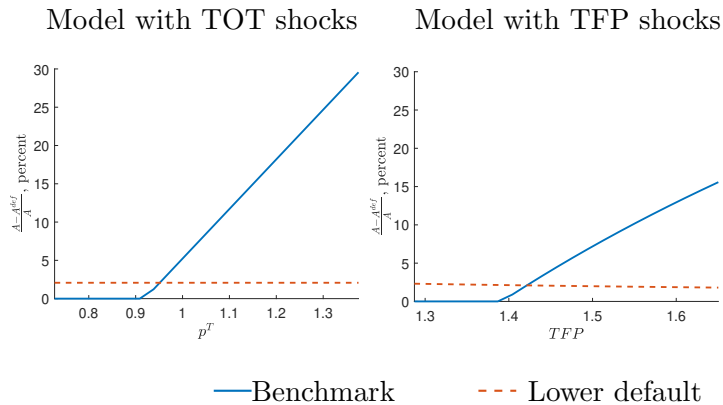 Model with TOT shocks
Model with TFP shocks
30
25
20
15
10
5
0
$\frac{A-A^{def}}{A}$, percent
0.8 0.9 1 1.1 1.2 1.3
$p^T$
30
25
20
15
10
5
0
$\frac{A-A^{def}}{A}$, percent
1.3 1.4 1.5 1.6
TFP
Benchmark
Lower default